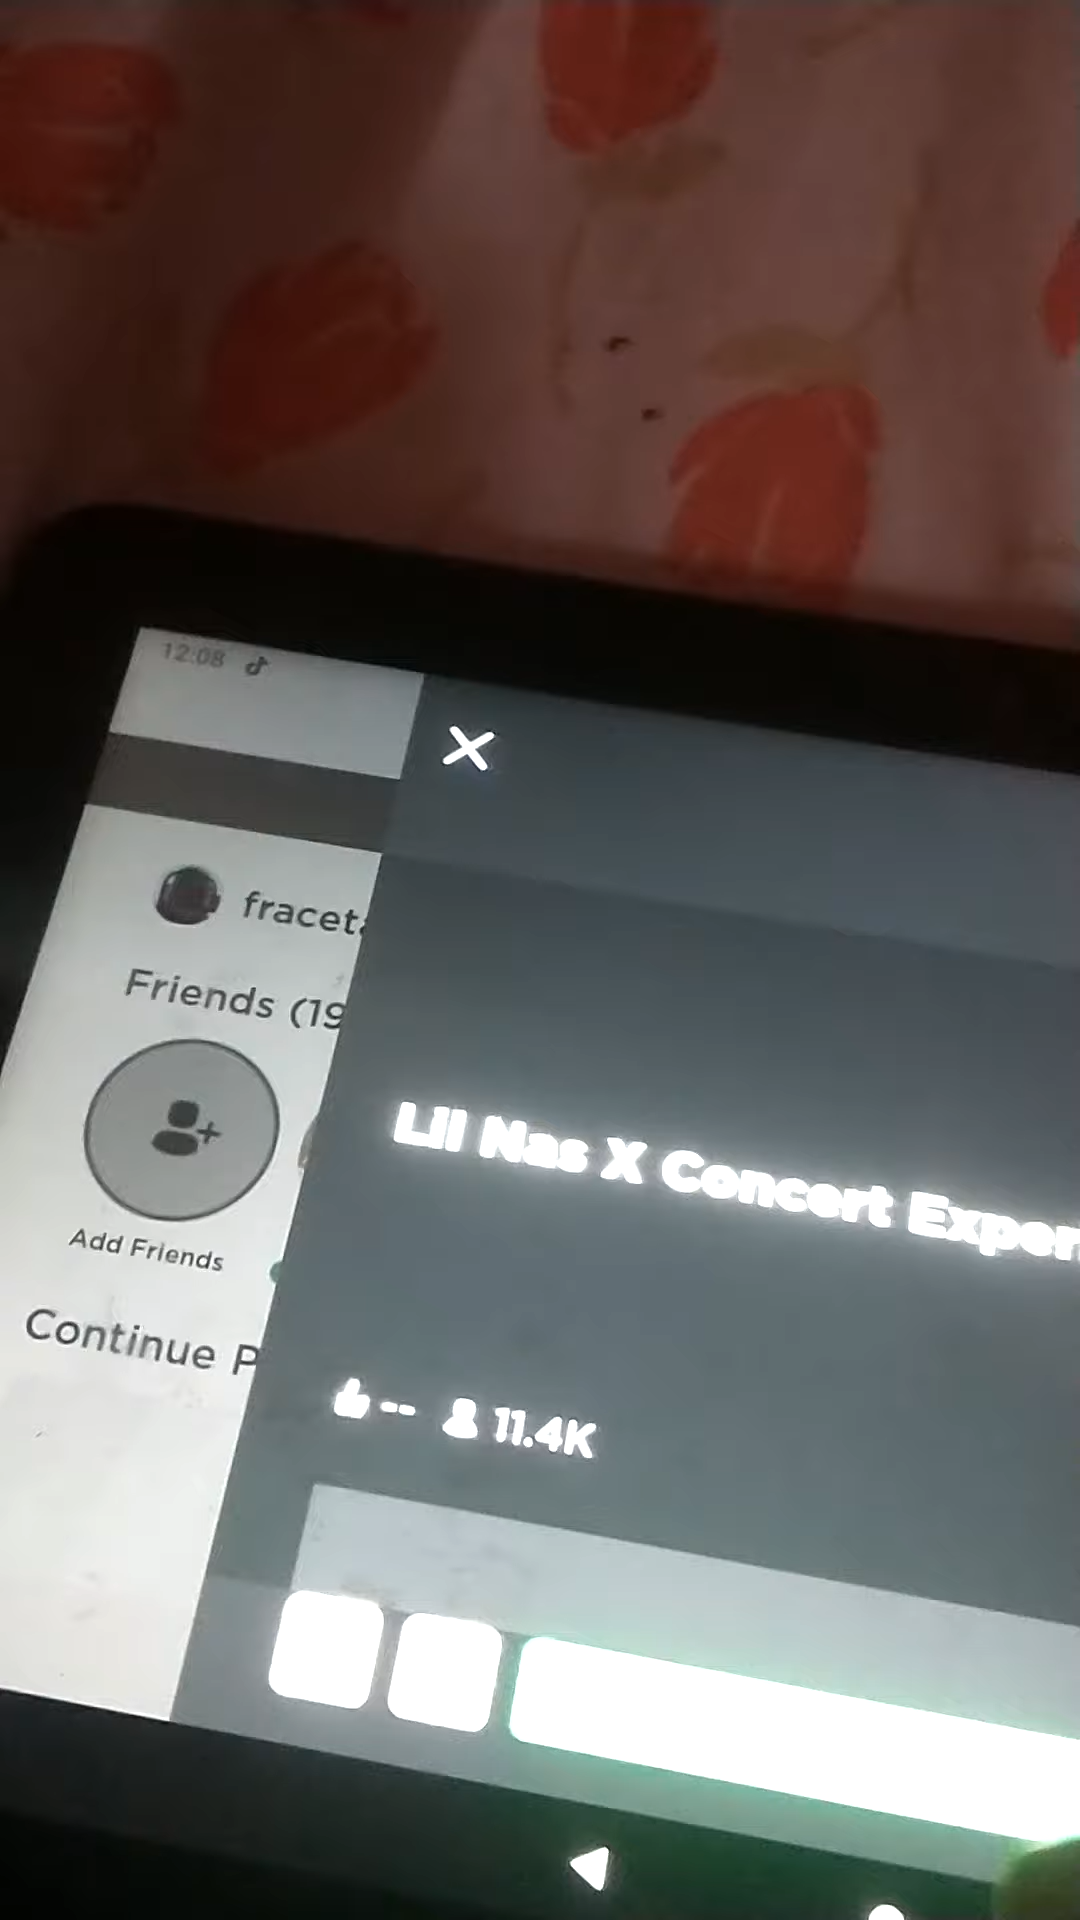 12:08
fracet
Friends (19
Add Friends
Continue P
Lil Nas X Concert Exper
-- 11.4K